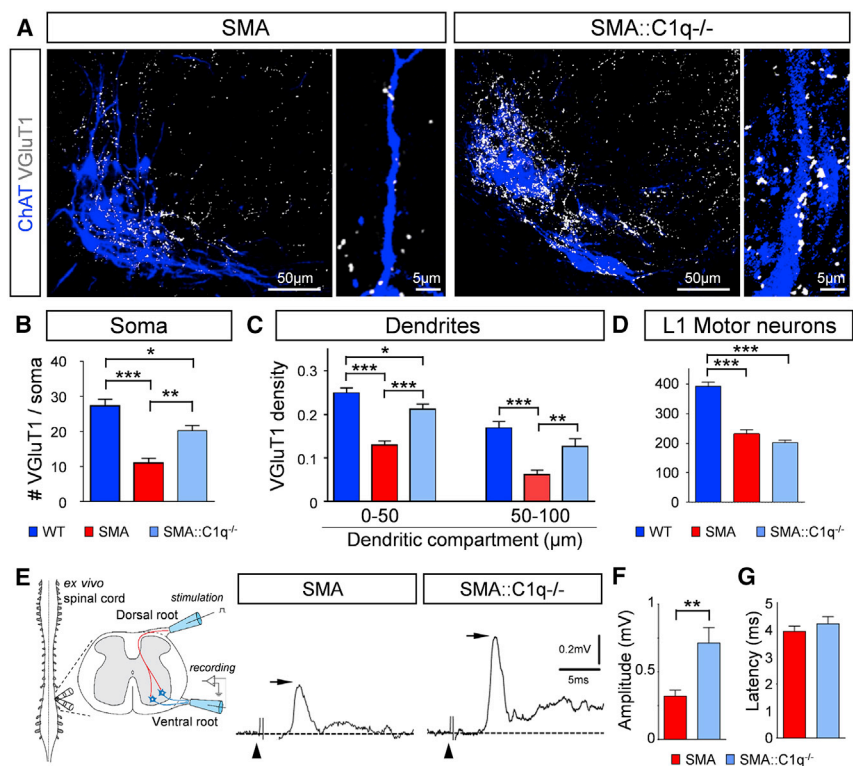 A
SMA
SMA::C1q-/-
ChAT VGluT1
50µm
5µm
50µm
5µm
B
Soma
# VGluT1 / soma
40
30
20
10
0
*
***
**
WT
SMA
SMA::C1q-/-
C
Dendrites
VGluT1 density
0.3
0.2
0.1
0
*
***
***
***
**
0-50
50-100
Dendritic compartment (µm)
D
L1 Motor neurons
400
300
200
100
0
***
***
WT
SMA
SMA::C1q-/-
E
ex vivo
spinal cord
stimulation
Dorsal root
recording
Ventral root
SMA
SMA::C1q-/-
0.2mV
5ms
F
Amplitude (mV)
1
0.5
0
**
G
Latency (ms)
5
4
3
2
1
0
SMA
SMA::C1q-/-